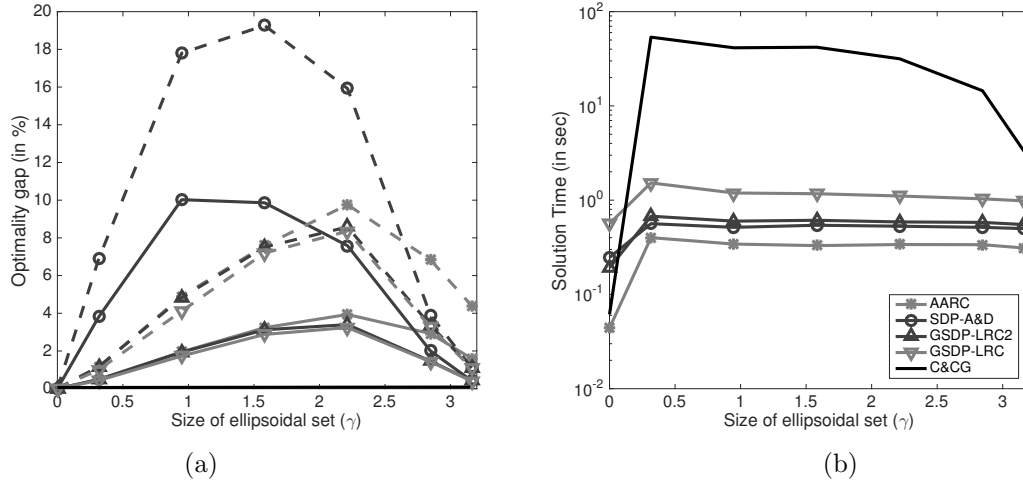 20
18
16
14
12
10
8
6
4
2
0
0 0.5 1 1.5 2 2.5 3
Optimality gap (in %)
Size of ellipsoidal set (γ)
(a)
10^2
10^1
10^0
10^-1
10^-2
0 0.5 1 1.5 2 2.5 3
Solution Time (in sec)
Size of ellipsoidal set (γ)
AARC
SDP-A&D
GSDP-LRC2
GSDP-LRC
C&CG
(b)